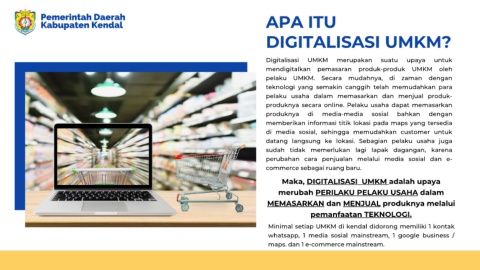 Pemerintah Daerah
Kabupaten Kendal
APA ITU
DIGITALISASI UMKM?
Digitalisasi UMKM merupakan suatu upaya untuk
mendigitalkan pemasaran produk-produk UMKM oleh
pelaku UMKM. Secara mudahnya, di zaman dengan
teknologi yang semakin canggih telah memudahkan para
pelaku usaha dalam memasarkan dan menjual produk-
produknya secara online. Pelaku usaha dapat memasarkan
produknya di media-media sosial bahkan dengan
memberikan informasi titik lokasi pada maps yang tersedia
di media sosial, sehingga memudahkan customer untuk
datang langsung ke lokasi. Sebagian pelaku usaha juga
sudah tidak memerlukan lagi lapak dagangan, karena
perubahan cara penjualan melalui media sosial dan e-
commerce sebagai ruang baru.
Maka, DIGITALISASI UMKM adalah upaya
merubah PERILAKU PELAKU USAHA dalam
MEMASARKAN dan MENJUAL produknya melalui
pemanfaatan TEKNOLOGI.
Minimal setiap UMKM di kendal didorong memiliki 1 kontak
whatsapp, 1 media sosial mainstream, 1 google business /
maps. dan 1 e-commerce mainstream.